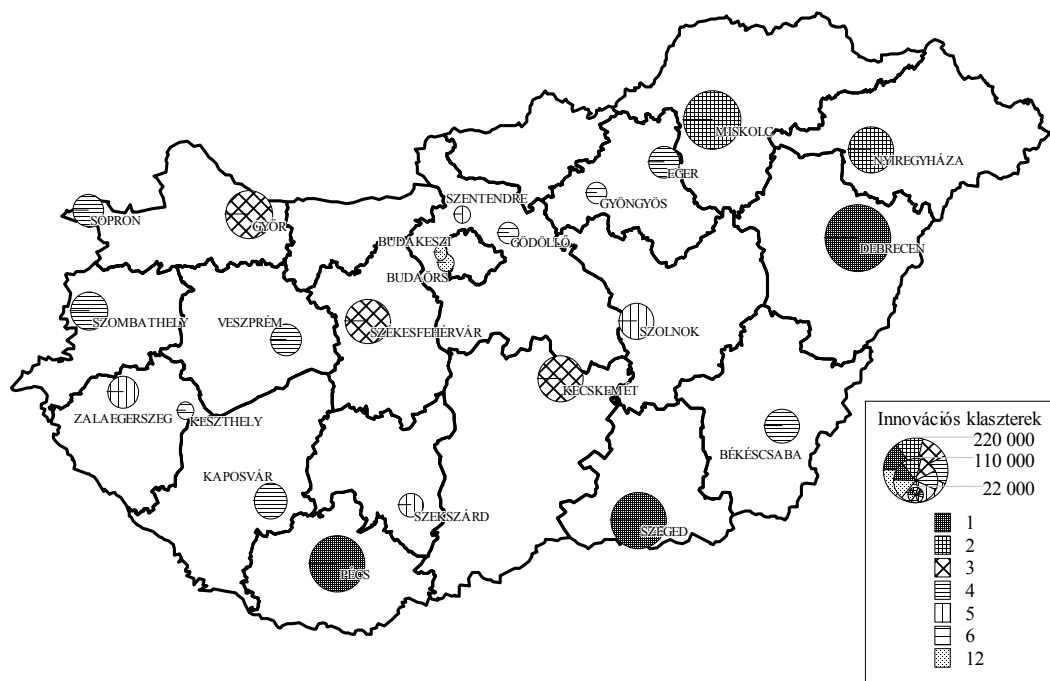 MISKOLC
NYÍREGYHÁZA
EGER
GYÖNGYÖS
SZENTENDRE
SOPRON
GYŐR
GÖDÖLLŐ
BUDAKESZI
DEBRECEN
BUDAÖRS
SZOMBATHELY
VESZPRÉM
SZÉKESFEHÉRVÁR
SZOLNOK
KECSKEMÉT
ZALAEGERSZEG
KESZTHELY
BÉKÉSCSABA
KAPOSVÁR
SZEKSZÁRD
SZEGED
PÉCS
Innovációs klaszterek
220 000
110 000
22 000
1
2
3
4
5
6
12